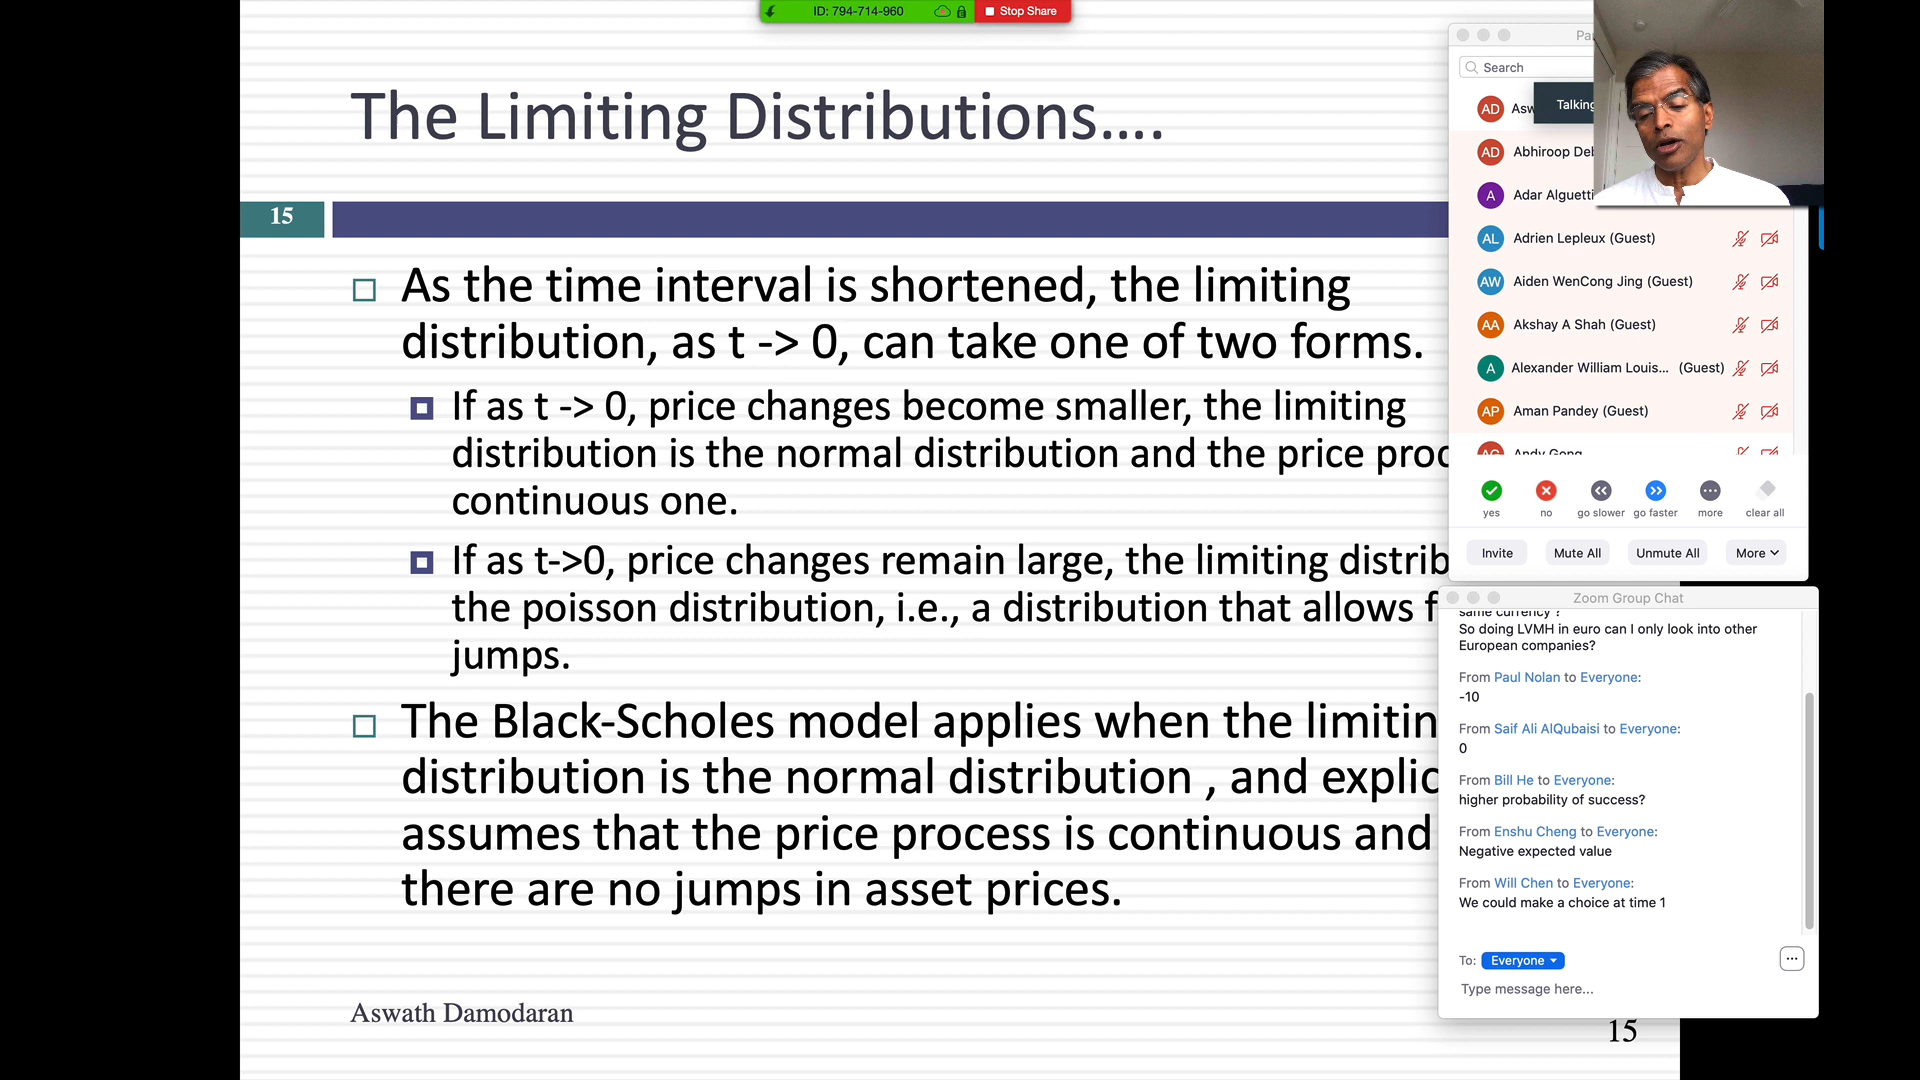 ID: 794-714-960
Stop Share
The Limiting Distributions….
15
As the time interval is shortened, the limiting
distribution, as t -> 0, can take one of two forms.
If as t -> 0, price changes become smaller, the limiting
distribution is the normal distribution and the price
continuous one.
If as t->0, price changes remain large, the limiting
the poisson distribution, i.e., a distribution that allows
jumps.
The Black-Scholes model applies when the
distribution is the normal distribution , and
assumes that the price process is continuous and
there are no jumps in asset prices.
Aswath Damodaran
15
Search
AD
Talking
AD Abhiroop
A Adar Alguetti
AL Adrien Lepleux (Guest)
AW Aiden WenCong Jing (Guest)
AA Akshay A Shah (Guest)
A Alexander William Louis... (Guest)
AP Aman Pandey (Guest)
Andy Gong
yes no go slower go faster more clear all
Invite Mute All Unmute All More
Zoom Group Chat
same currency ?
So doing LVMH in euro can I only look into other
European companies?
From Paul Nolan to Everyone:
-10
From Saif Ali AlQubaisi to Everyone:
0
From Bill He to Everyone:
higher probability of success?
From Enshu Cheng to Everyone:
Negative expected value
From Will Chen to Everyone:
We could make a choice at time 1
To: Everyone
Type message here...